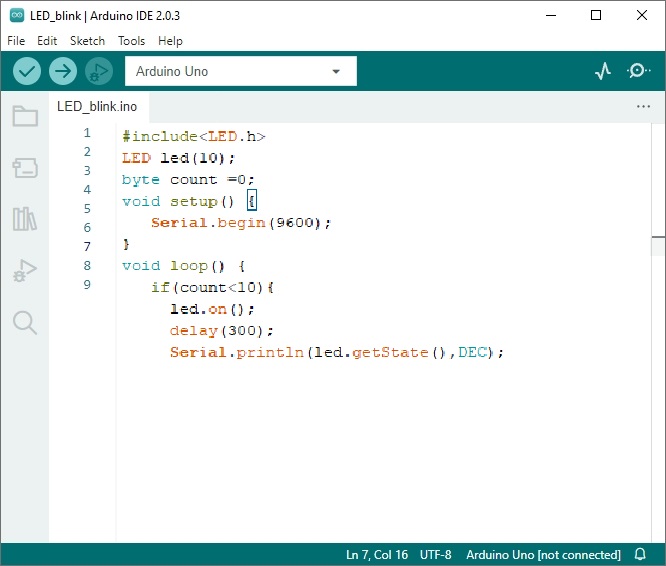 LED_blink | Arduino IDE 2.0.3
File Edit Sketch Tools Help
Arduino Uno
LED_blink.ino
1
2
3
4
5
6
7
8
9
#include<LED.h>
LED led(10);
byte count =0;
void setup() {
Serial.begin(9600);
}
void loop() {
if(count<10){
led.on();
delay(300);
Serial.println(led.getState(),DEC);
Ln 7, Col 16 UTF-8 Arduino Uno [not connected]